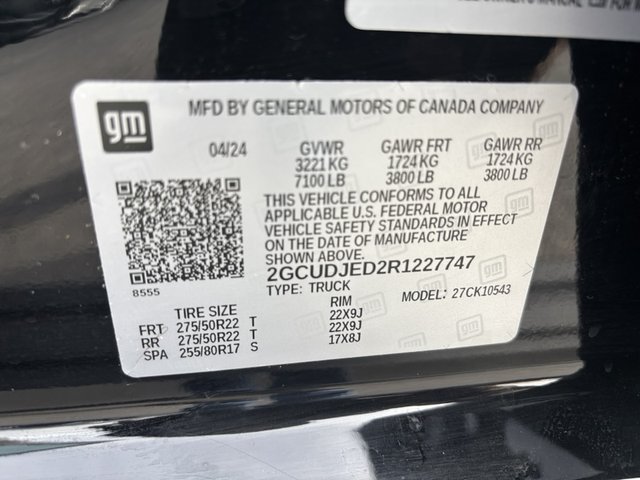 gm
MFD BY GENERAL MOTORS OF CANADA COMPANY
04/24 GVWR GAWR FRT GAWR RR
3221 KG 1724 KG 1724 KG
7100 LB 3800 LB 3800 LB
THIS VEHICLE CONFORMS TO ALL
APPLICABLE U.S. FEDERAL MOTOR
VEHICLE SAFETY STANDARDS IN EFFECT
ON THE DATE OF MANUFACTURE
SHOWN ABOVE.
2GCUDJED2R1227747
8555
TYPE: TRUCK MODEL: 27CK10543
TIRE SIZE RIM
FRT 275/50R22 T 22X9J
RR 275/50R22 T 22X9J
SPA 255/80R17 S 17X8J